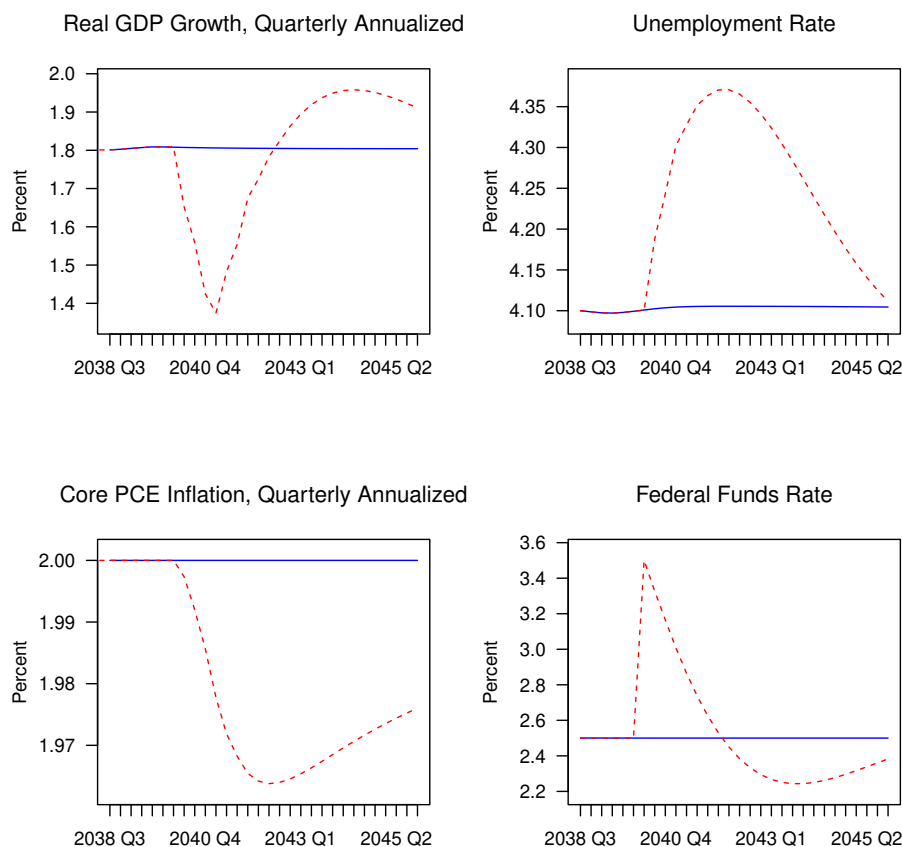 Real GDP Growth, Quarterly Annualized
Percent
2.0
1.9
1.8
1.7
1.6
1.5
1.4
2038 Q3 2040 Q4 2043 Q1 2045 Q2
Unemployment Rate
Percent
4.35
4.30
4.25
4.20
4.15
4.10
2038 Q3 2040 Q4 2043 Q1 2045 Q2
Core PCE Inflation, Quarterly Annualized
Percent
2.00
1.99
1.98
1.97
2038 Q3 2040 Q4 2043 Q1 2045 Q2
Federal Funds Rate
Percent
3.6
3.4
3.2
3.0
2.8
2.6
2.4
2.2
2038 Q3 2040 Q4 2043 Q1 2045 Q2